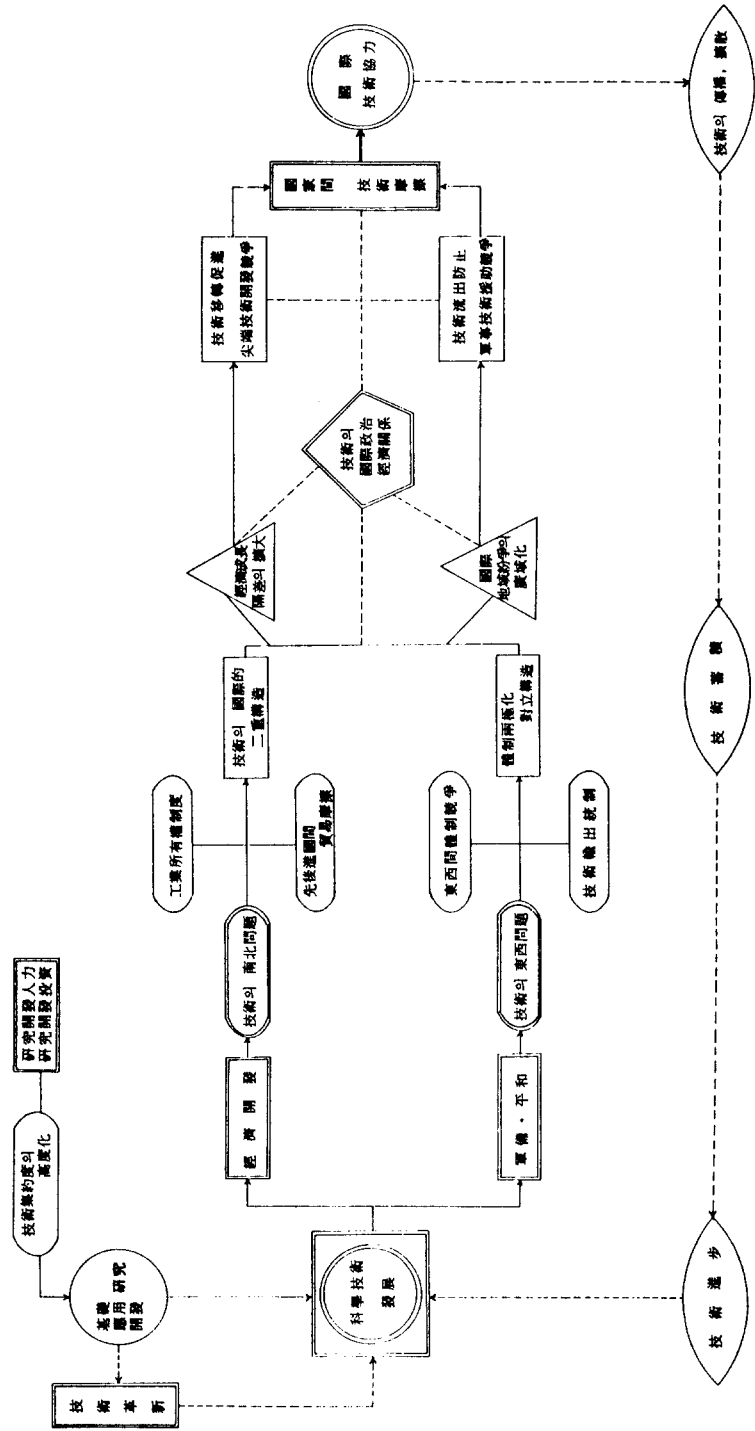 技術革新
基礎
應用 研究
開發
技術集約度의
高度化
研究開發人力
研究開發投資
科學技術
發展
經濟開發
軍備・平和
技術의 南北問題
技術의 東西問題
工業所有權制度
先後進國間
貿易摩擦
東西間體制競爭
技術輸出統制
技術의 國際的
二重構造
體制兩極化
對立構造
經濟成長
隔差의 擴大
國際
地域紛爭의
廣域化
技術의
國際政治
經濟關係
技術移轉促進
尖端技術開發競爭
技術流出防止
軍事技術援助競爭
國家間
技術摩擦
國際
技術協力
技術進步
技術蓄積
技術의 傳播, 擴散